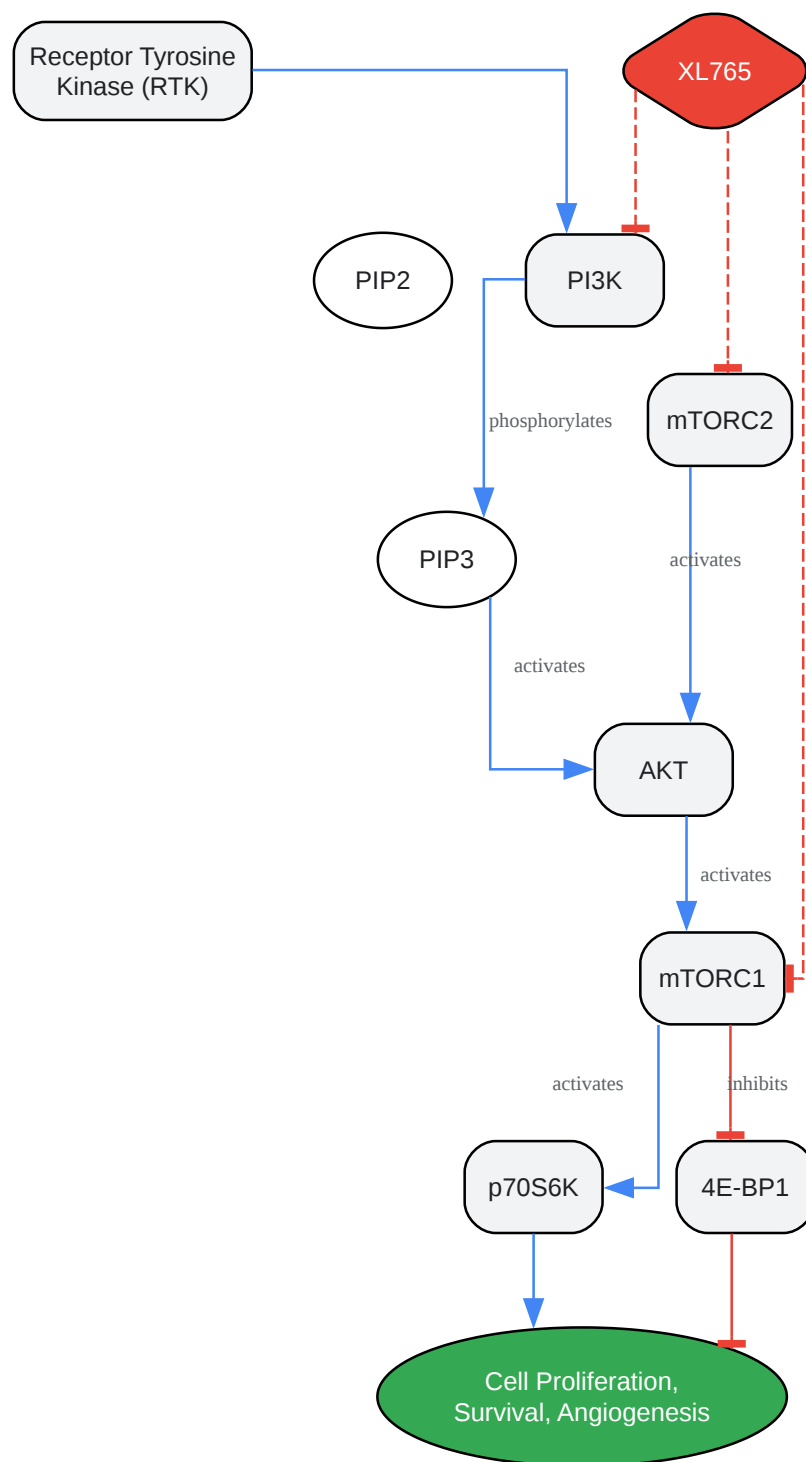 Receptor Tyrosine
Kinase (RTK)
XL765
PIP2
PI3K
phosphorylates
mTORC2
PIP3
activates
activates
AKT
activates
mTORC1
activates
inhibits
p70S6K
4E-BP1
Cell Proliferation,
Survival, Angiogenesis